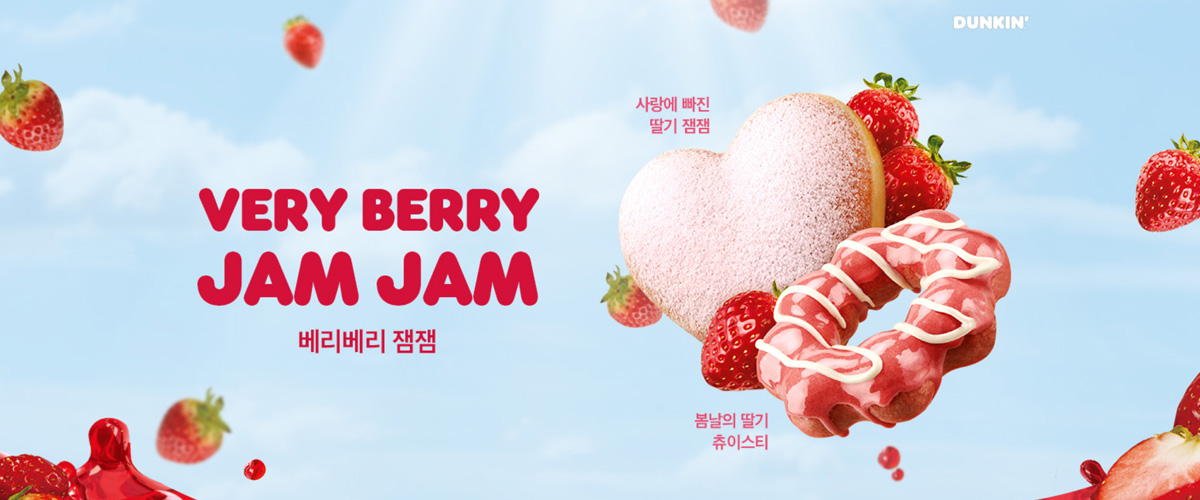 DUNKIN'
VERY BERRY
JAM JAM
베리베리 잼잼
사랑에 빠진
딸기 잼잼
봄날의 딸기
츄이스티